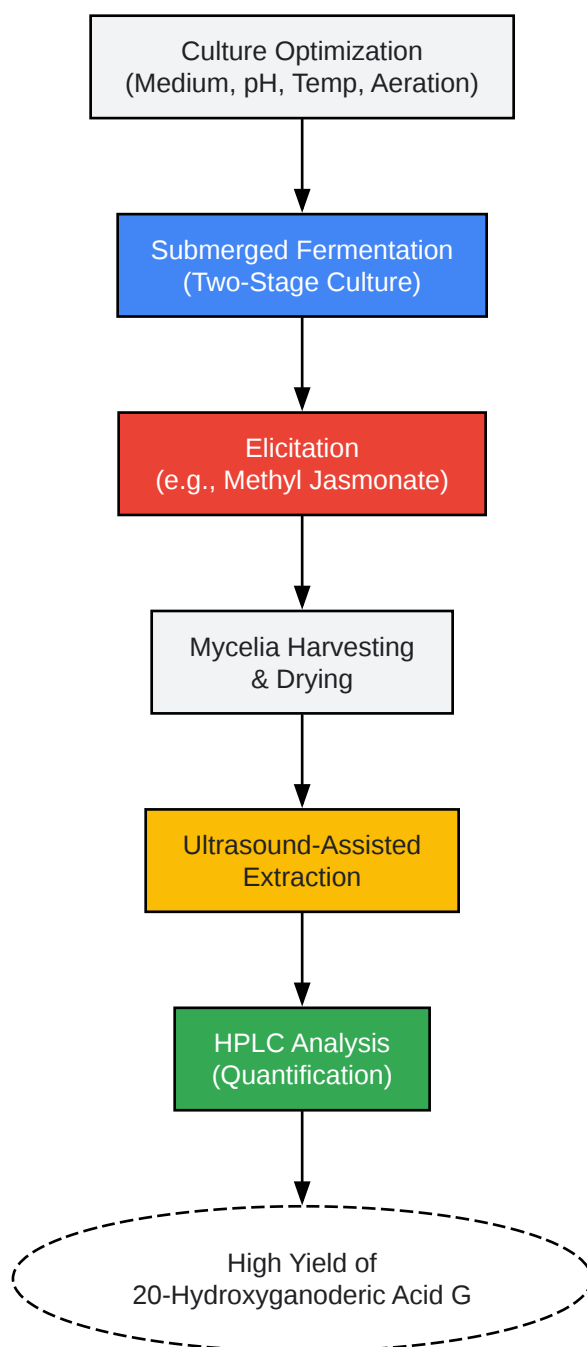 Culture Optimization
(Medium, pH, Temp, Aeration)
Submerged Fermentation
(Two-Stage Culture)
Elicitation
(e.g., Methyl Jasmonate)
Mycelia Harvesting
& Drying
Ultrasound-Assisted
Extraction
HPLC Analysis
(Quantification)
High Yield of
20-Hydroxyganoderic Acid G